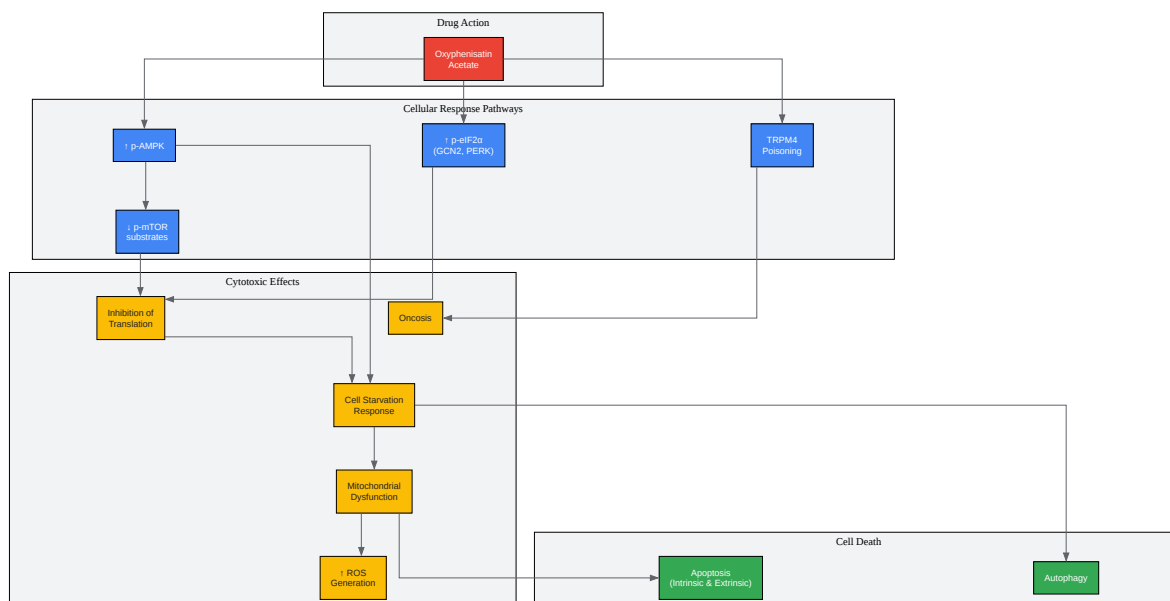 Drug Action
Oxyphenisatin
Acetate
Cellular Response Pathways
↑ p-AMPK
↑ p-eIF2α
(GCN2, PERK)
TRPM4
Poisoning
↓ p-mTOR
substrates
Cytotoxic Effects
Inhibition of
Translation
Oncosis
Cell Starvation
Response
Mitochondrial
Dysfunction
↑ ROS
Generation
Cell Death
Apoptosis
(Intrinsic & Extrinsic)
Autophagy